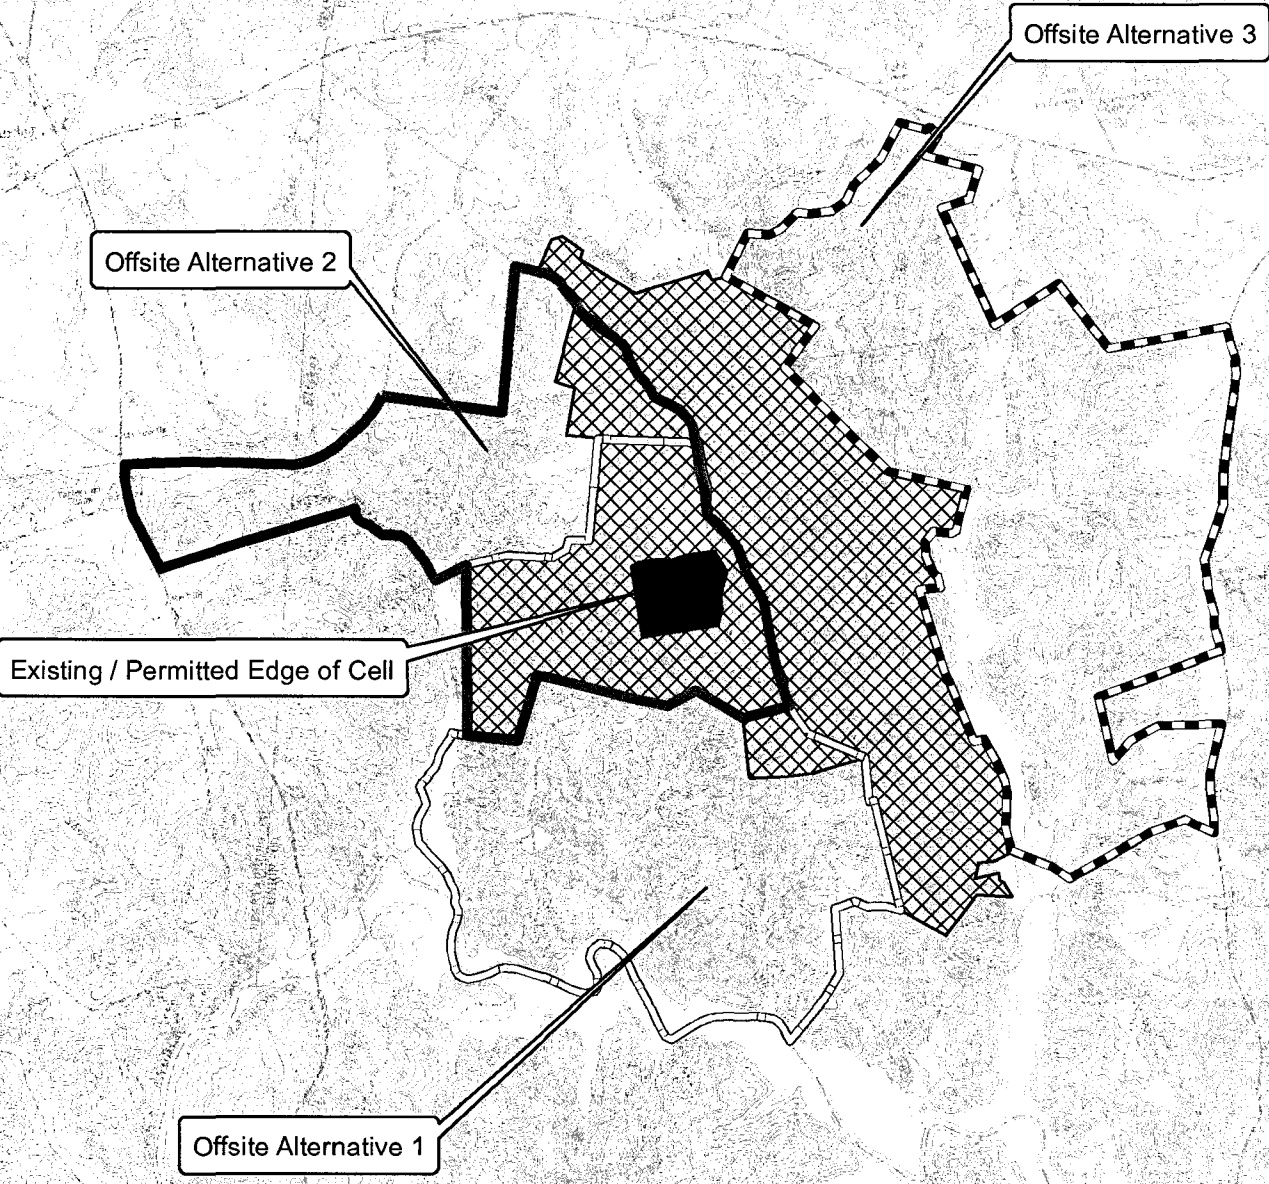 Offsite Alternative 3
Offsite Alternative 2
Existing / Permitted Edge of Cell
Offsite Alternative 1